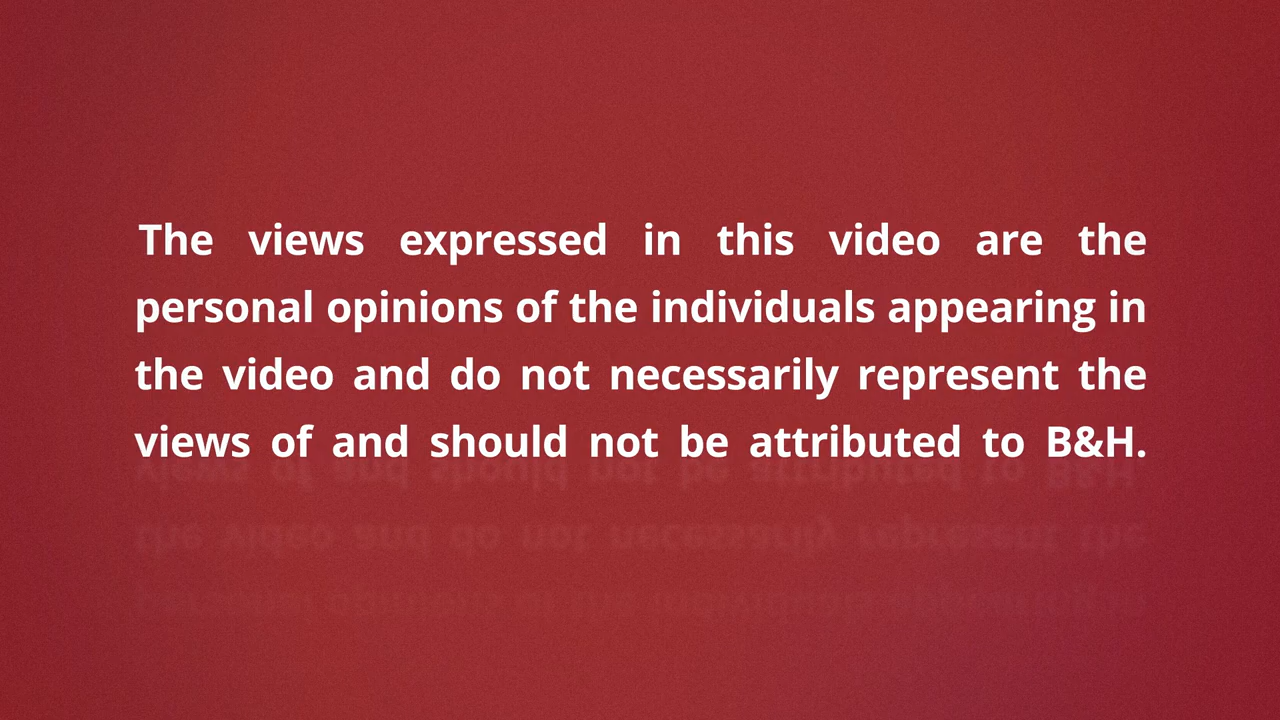 The views expressed in this video are the
personal opinions of the individuals appearing in
the video and do not necessarily represent the
views of and should not be attributed to B&H.